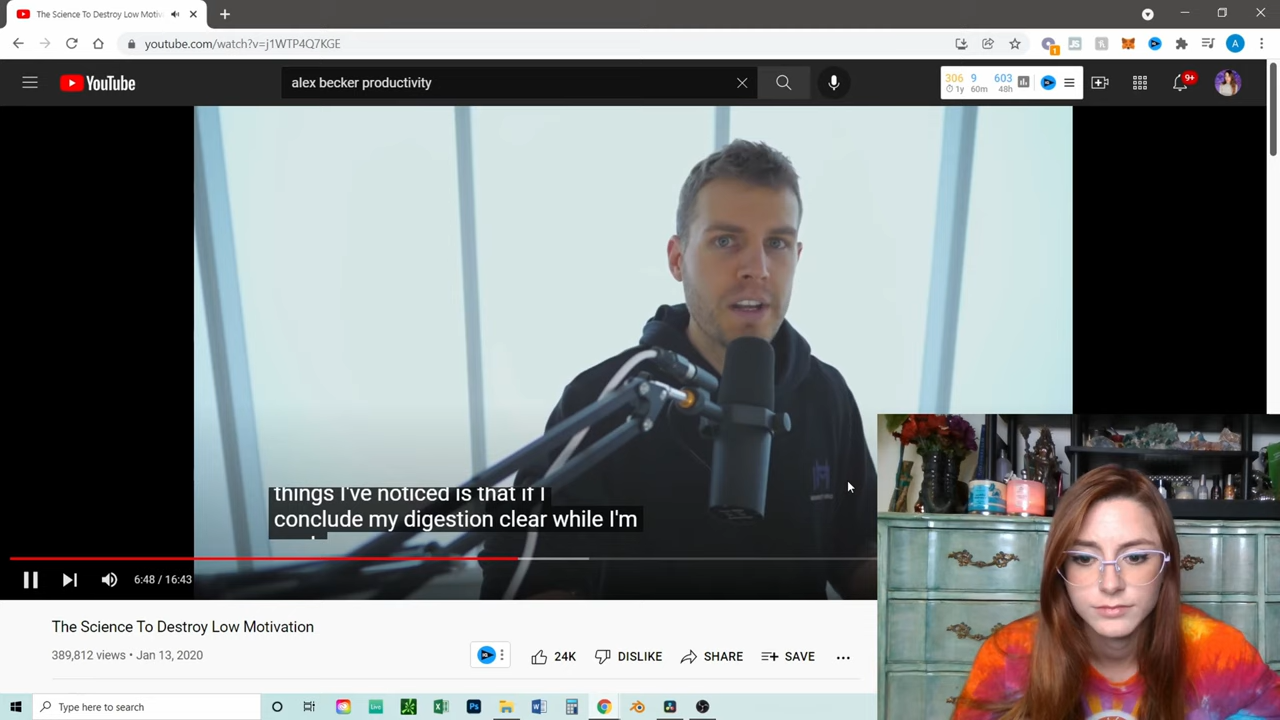 The Science To Destroy Low Motiv
youtube.com/watch?v=j1WTP4Q7KGE
A
YouTube
alex becker productivity
306 9 603
1y 60m 48h
9+
things I've noticed is that if I
conclude my digestion clear while I'm
6:48 / 16:43
The Science To Destroy Low Motivation
389,812 views • Jan 13, 2020
24K DISLIKE SHARE SAVE
Type here to search